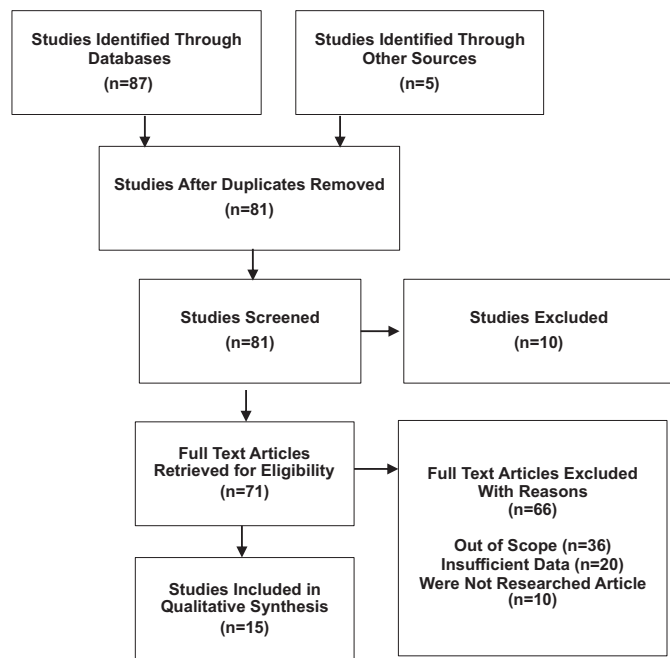 Studies Identified Through
Databases
(n=87)
Studies Identified Through
Other Sources
(n=5)
Studies After Duplicates Removed
(n=81)
Studies Screened
(n=81)
Studies Excluded
(n=10)
Full Text Articles
Retrieved for Eligibility
(n=71)
Full Text Articles Excluded
With Reasons
(n=66)
Out of Scope (n=36)
Insufficient Data (n=20)
Were Not Researched Article
(n=10)
Studies Included in
Qualitative Synthesis
(n=15)